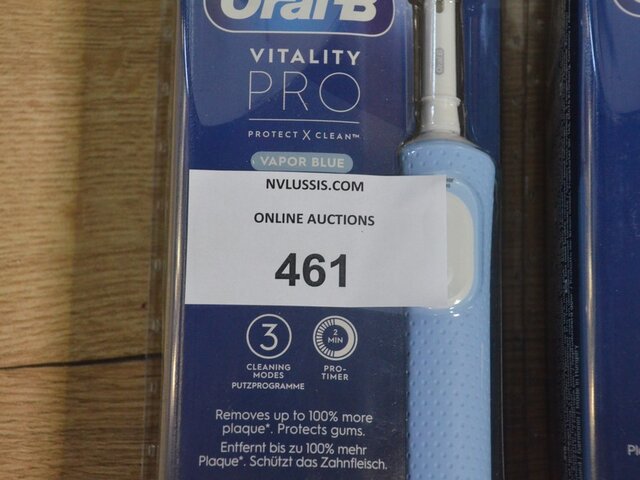 Oral-B
VITALITY
PRO
PROTECT X CLEAN™
VAPOR BLUE
NVLUSSIS.COM
ONLINE AUCTIONS
461
3
2
MIN
CLEANING
MODES
PUTZPROGRAMME
PRO-
TIMER
Removes up to 100% more
plaque*. Protects gums.
Entfernt bis zu 100% mehr
Plaque*. Schützt das Zahnfleisch.